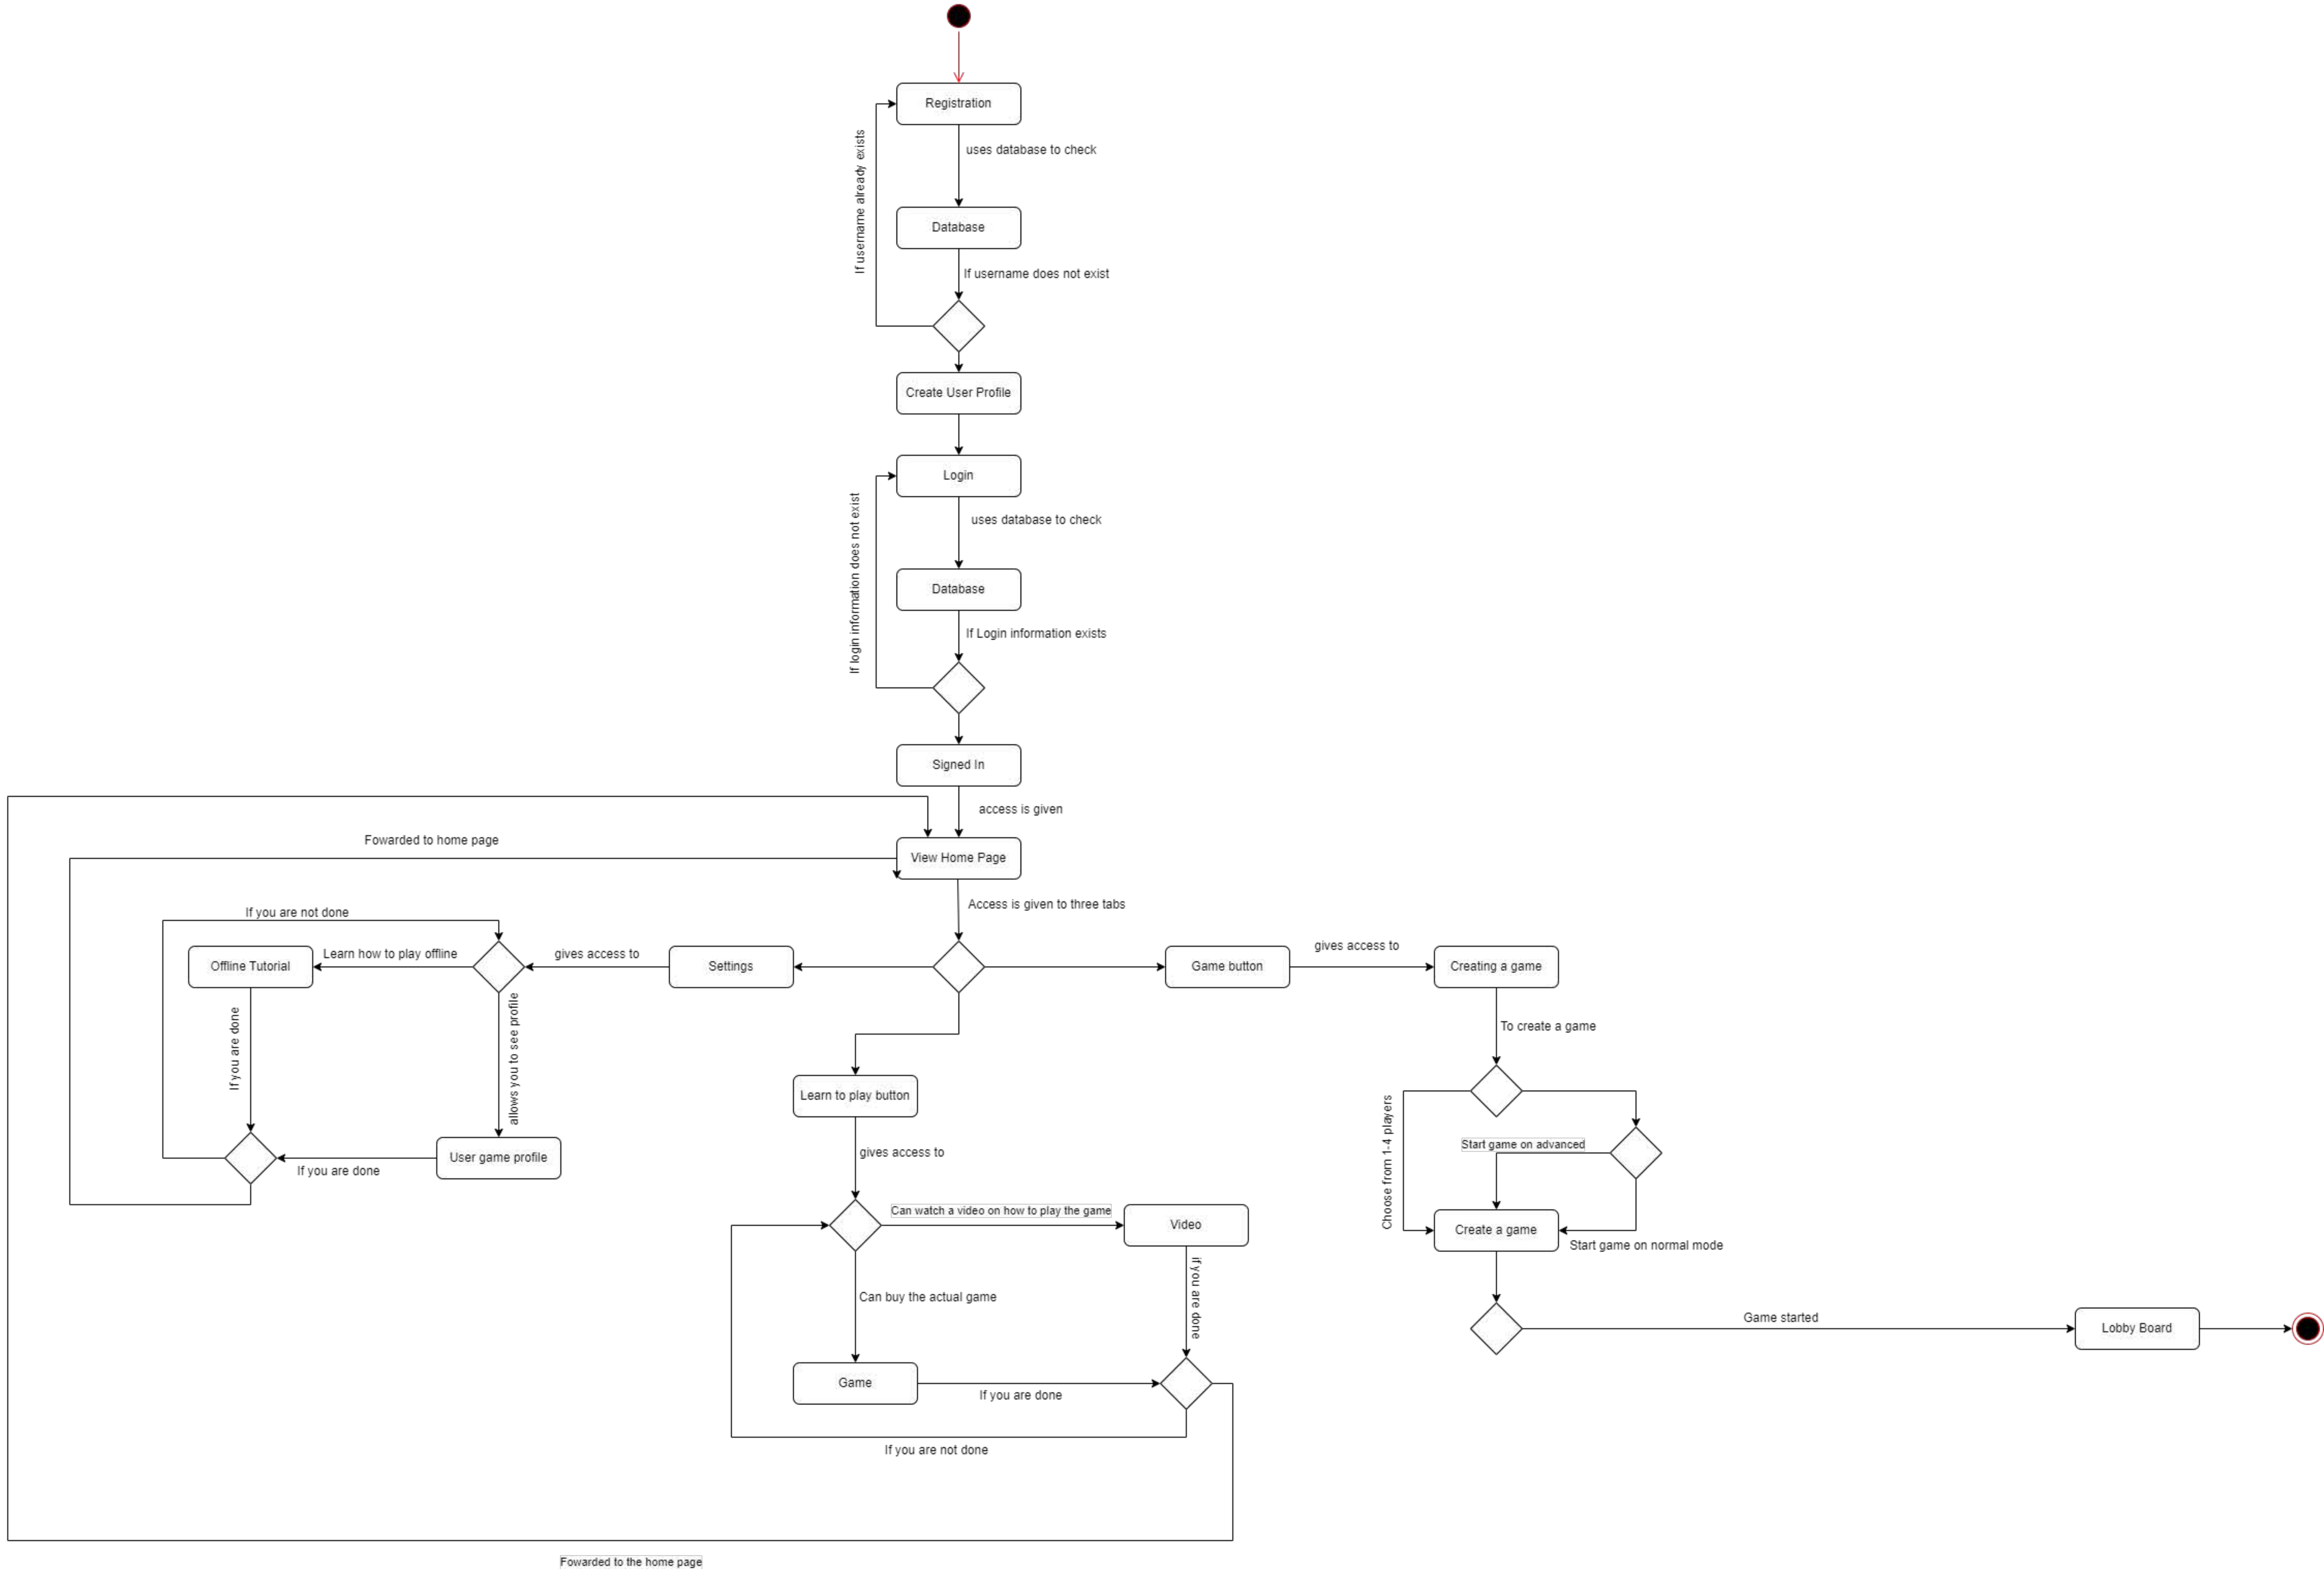 Registration
uses database to check
If username already exists
Database
If username does not exist
Create User Profile
Login
uses database to check
If login information does not exist
Database
If Login information exists
Signed In
access is given
Fowarded to home page
View Home Page
Access is given to three tabs
If you are not done
Offline Tutorial
Learn how to play offline
gives access to
Settings
Game button
gives access to
Creating a game
If you are done
allows you to see profile
To create a game
Learn to play button
Choose from 1-4 players
Start game on advanced
User game profile
If you are done
gives access to
Can watch a video on how to play the game
Video
Create a game
Start game on normal mode
if you are done
Can buy the actual game
Game started
Lobby Board
Game
If you are done
If you are not done
Fowarded to the home page